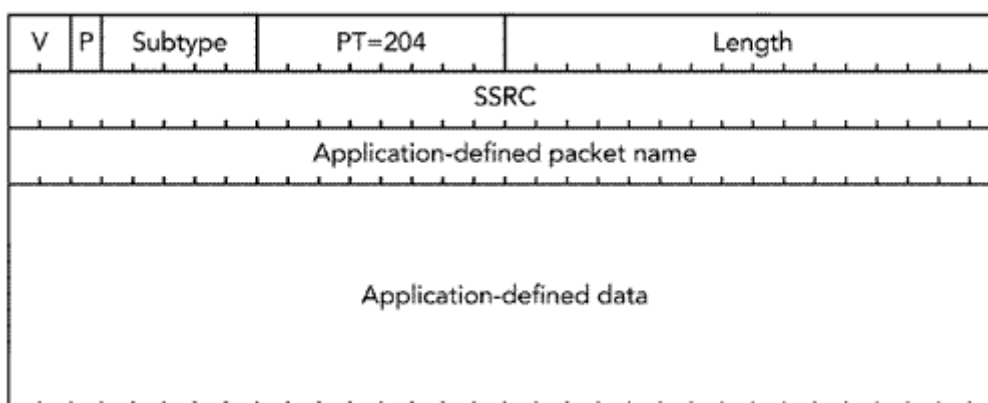 V P Subtype PT=204 Length
SSRC
Application-defined packet name
Application-defined data